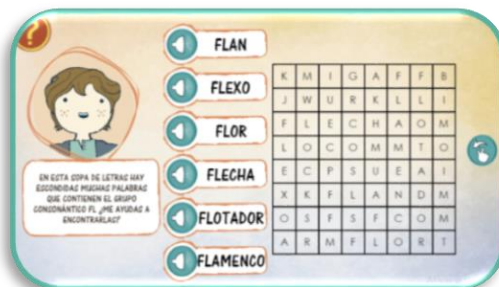 ?
FLAN
FLEXO
FLOR
FLECHA
FLOTADOR
FLAMENCO
EN ESTA SOPA DE LETRAS HAY
ESCONDIDAS MUCHAS PALABRAS
QUE CONTIENEN EL GRUPO
CONSONÁNTICO FL ¿ME AYUDAS A
ENCONTRARLAS?
K M I G A F F B
J W U R K L L I
F L E C H A O M
L O C O M M T O
E C P S U E A I
X K F L A N D M
O S F S F C O M
A R M F L O R T